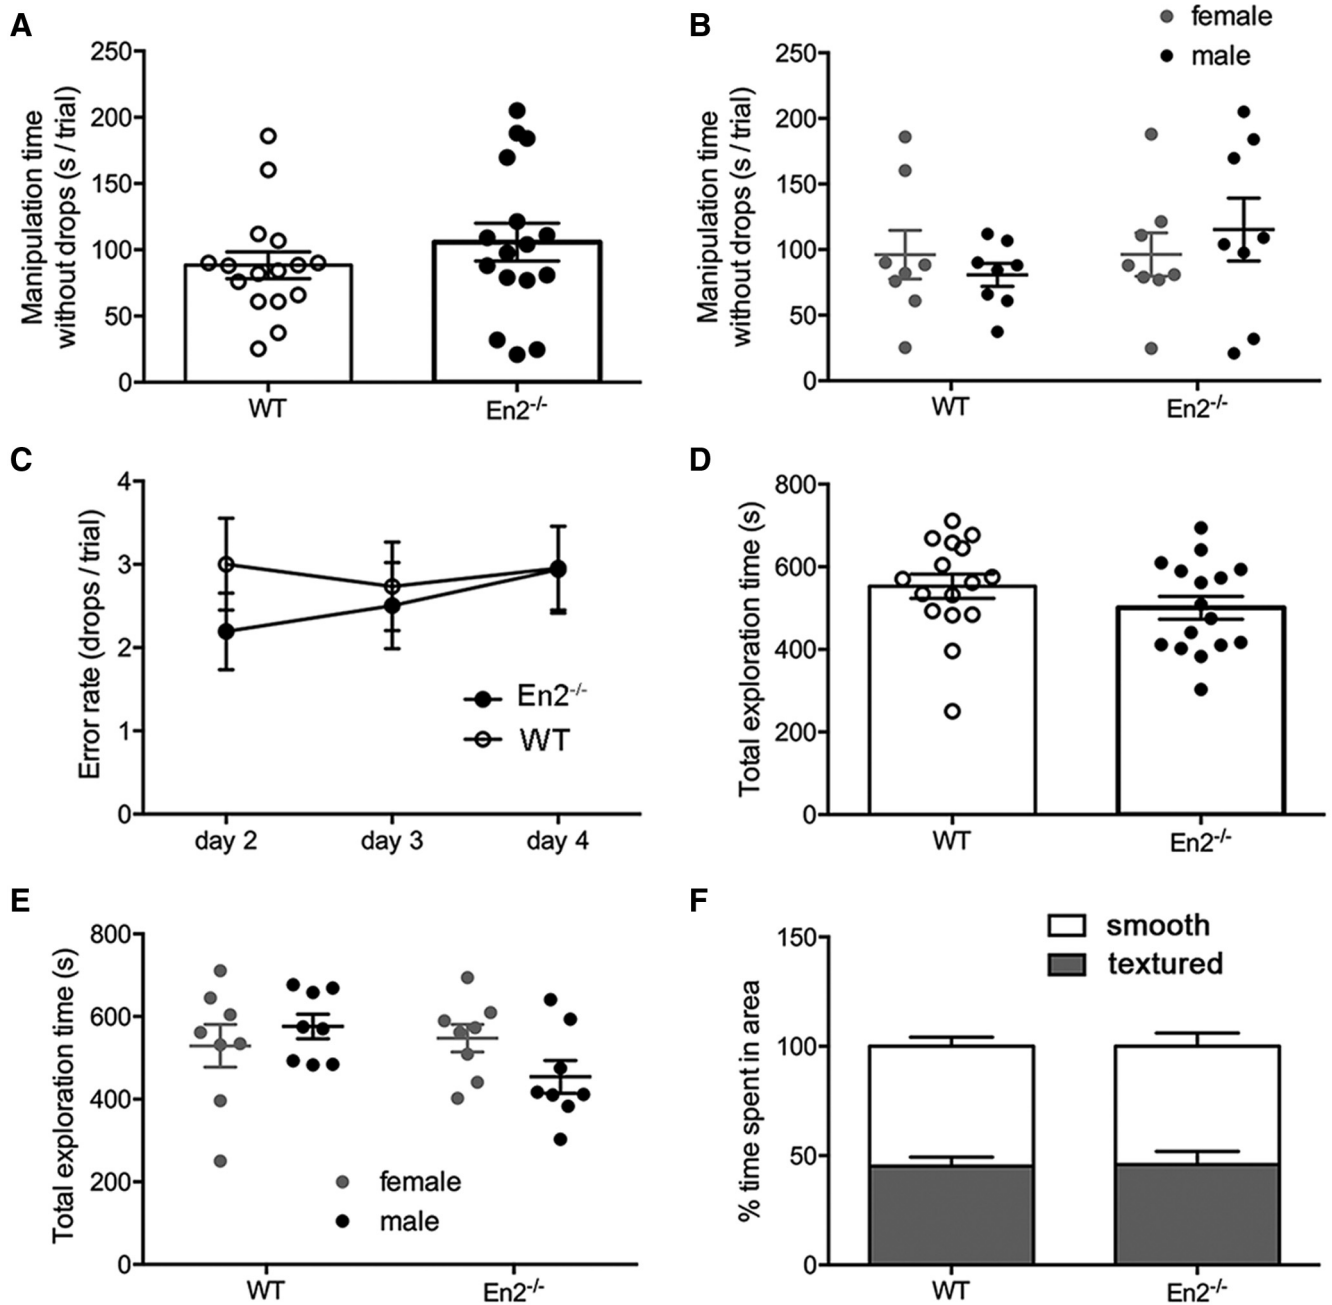 A
Manipulation time
without drops (s / trial)
250
200
150
100
50
0
WT
En2-/-
B
female
male
Manipulation time
without drops (s / trial)
250
200
150
100
50
0
WT
En2-/-
C
Error rate (drops / trial)
4
3
2
1
0
En2-/-
WT
day 2 day 3 day 4
D
Total exploration time (s)
800
600
400
200
0
WT
En2-/-
E
Total exploration time (s)
800
600
400
200
0
female
male
WT
En2-/-
F
smooth
textured
% time spent in area
150
100
50
0
WT
En2-/-